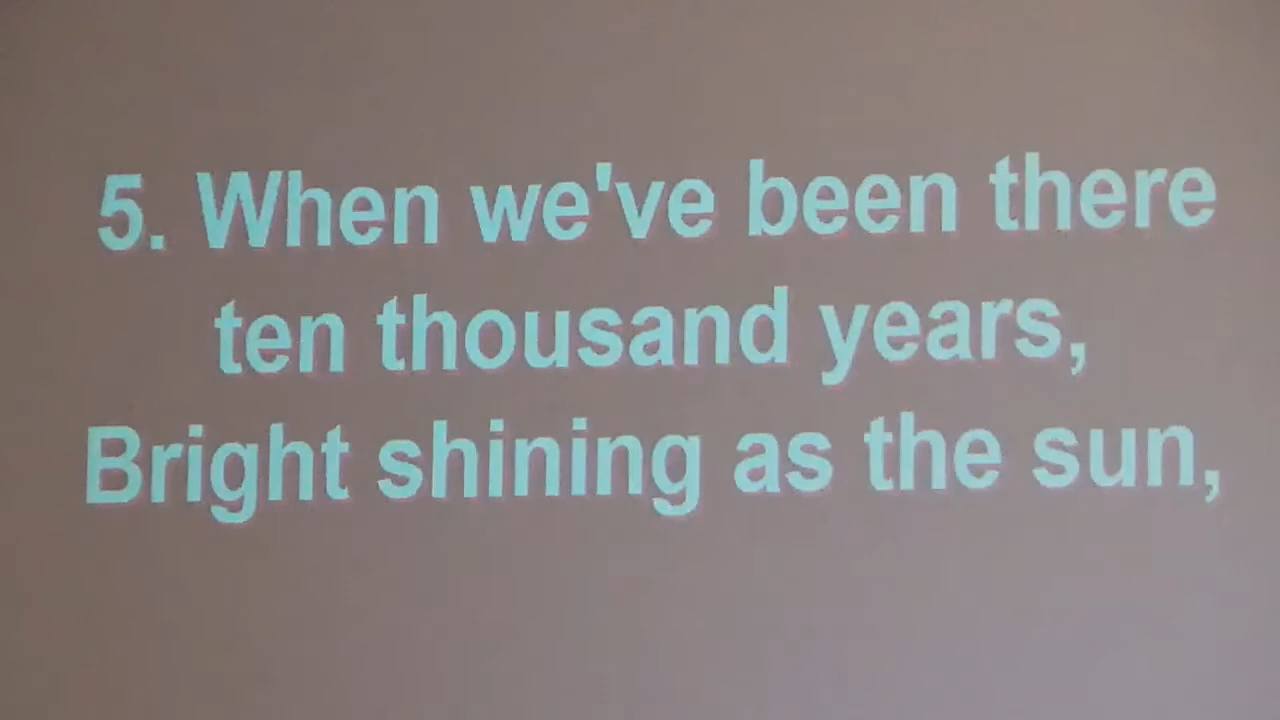 5. When we've been there
ten thousand years,
Bright shining as the sun,